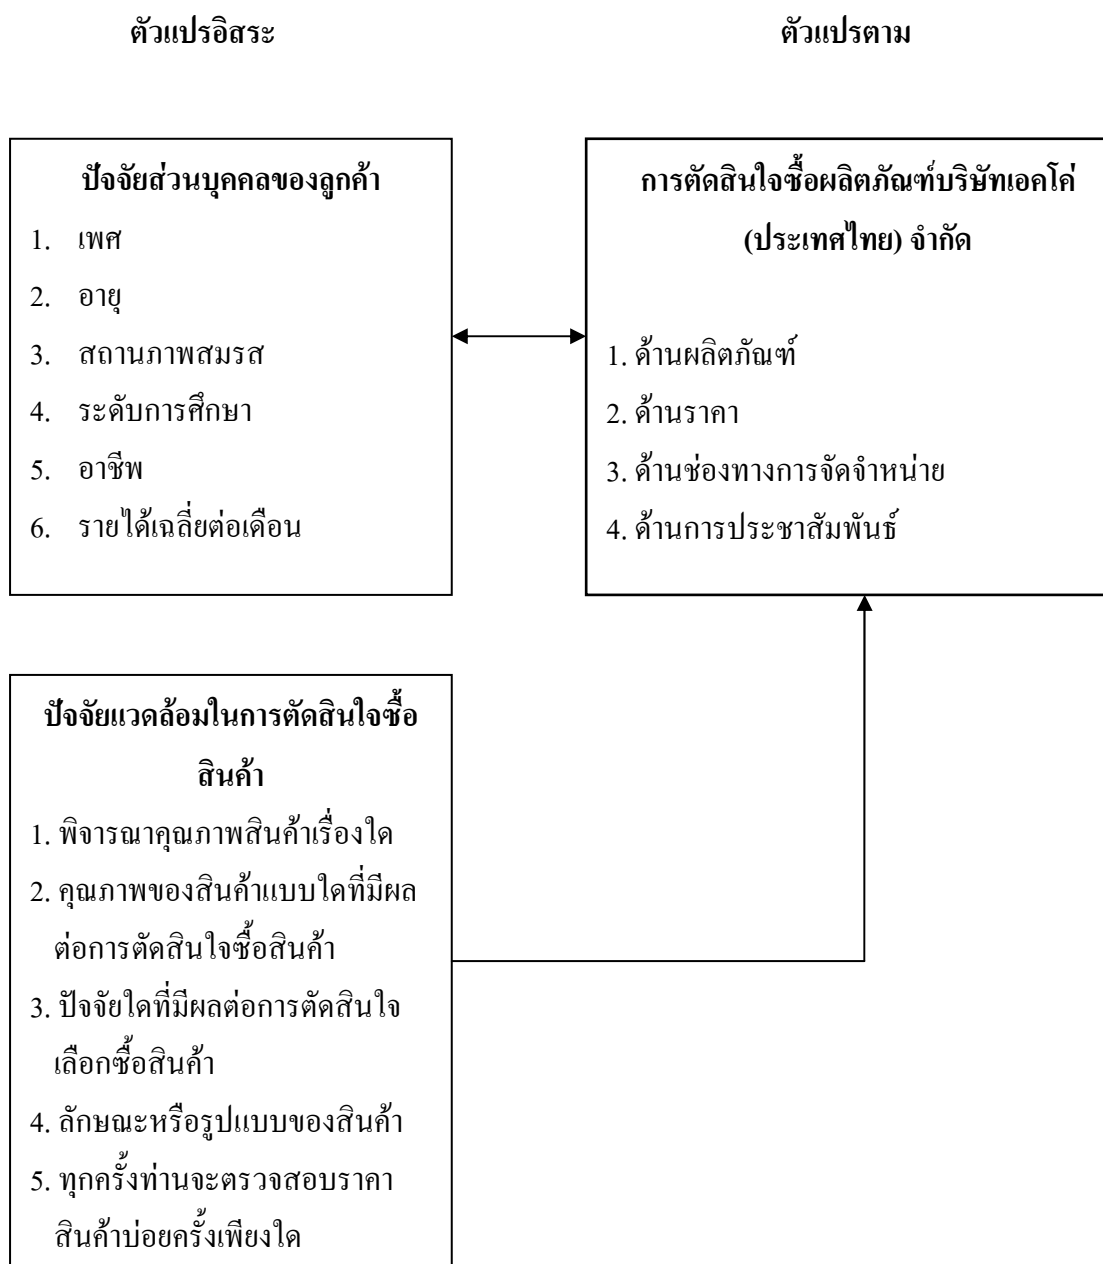 ตัวแปรอิสระ
ตัวแปรตาม
ปัจจัยส่วนบุคคลของลูกค้า
1. เพศ
2. อายุ
3. สถานภาพสมรส
4. ระดับการศึกษา
5. อาชีพ
6. รายได้เฉลี่ยต่อเดือน
การตัดสินใจซื้อผลิตภัณฑ์บริษัทเอคโค่
(ประเทศไทย) จำกัด
1. ด้านผลิตภัณฑ์
2. ด้านราคา
3. ด้านช่องทางการจัดจำหน่าย
4. ด้านการประชาสัมพันธ์
ปัจจัยแวดล้อมในการตัดสินใจซื้อ
สินค้า
1. พิจารณาคุณภาพสินค้าเรื่องใด
2. คุณภาพของสินค้าแบบใดที่มีผล
ต่อการตัดสินใจซื้อสินค้า
3. ปัจจัยใดที่มีผลต่อการตัดสินใจ
เลือกซื้อสินค้า
4. ลักษณะหรือรูปแบบของสินค้า
5. ทุกครั้งท่านจะตรวจสอบราคา
สินค้าบ่อยครั้งเพียงใด